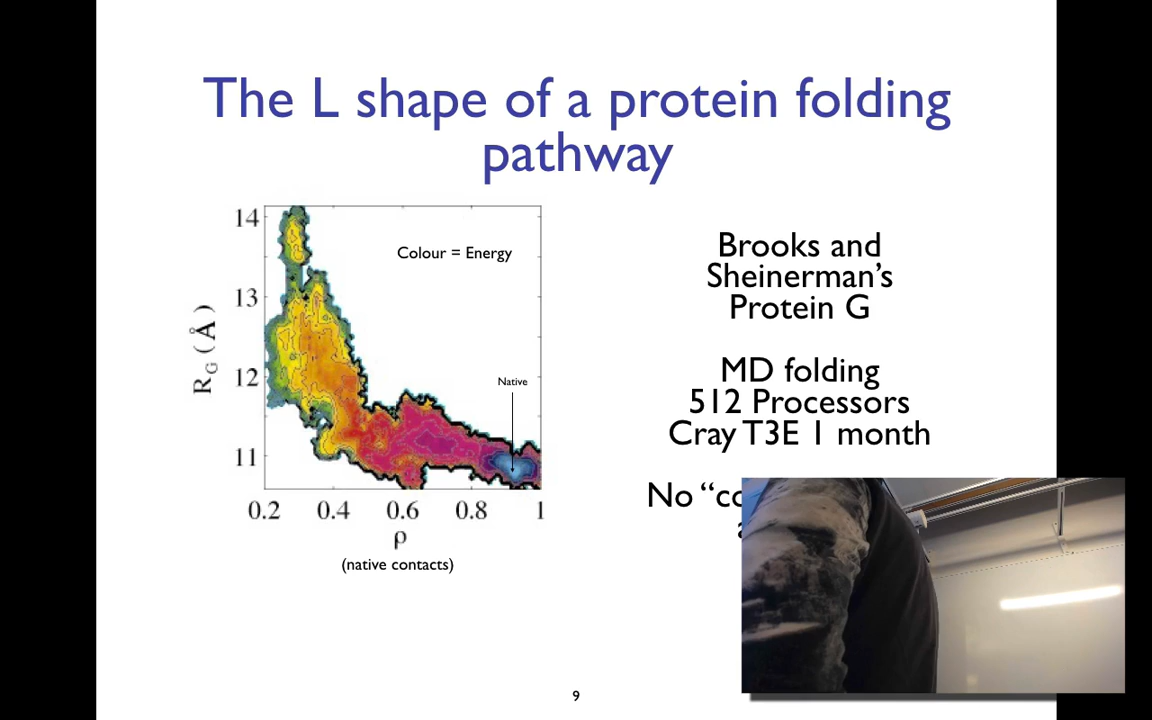 The L shape of a protein folding
pathway
14
13
12
11
R_G (Å)
Colour = Energy
Native
0.2 0.4 0.6 0.8 1
ρ
(native contacts)
Brooks and
Sheinerman’s
Protein G
MD folding
512 Processors
Cray T3E 1 month
No
9